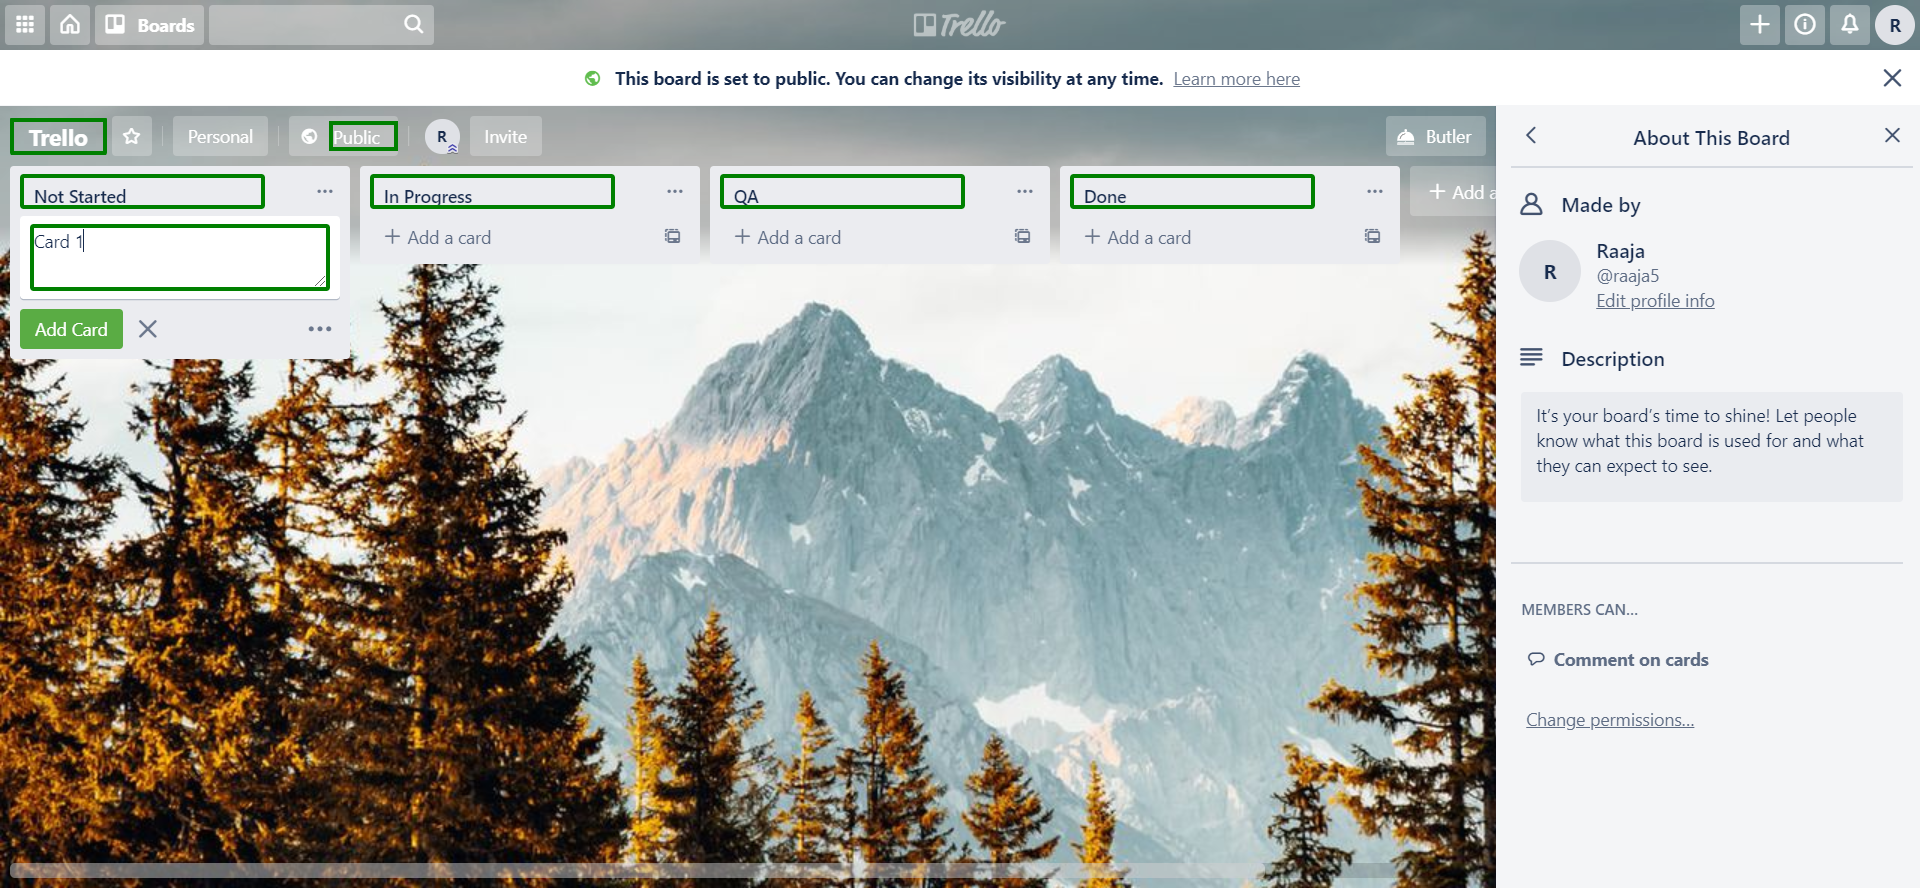 Boards
Trello
R
This board is set to public. You can change its visibility at any time. Learn more here
Trello
Personal
Public
R
Invite
Butler
Not Started
In Progress
QA
Done
+ Add a
Card 1
+ Add a card
+ Add a card
+ Add a card
Add Card
About This Board
Made by
R
Raaja
@raaja5
Edit profile info
Description
It's your board's time to shine! Let people
know what this board is used for and what
they can expect to see.
MEMBERS CAN...
Comment on cards
Change permissions...